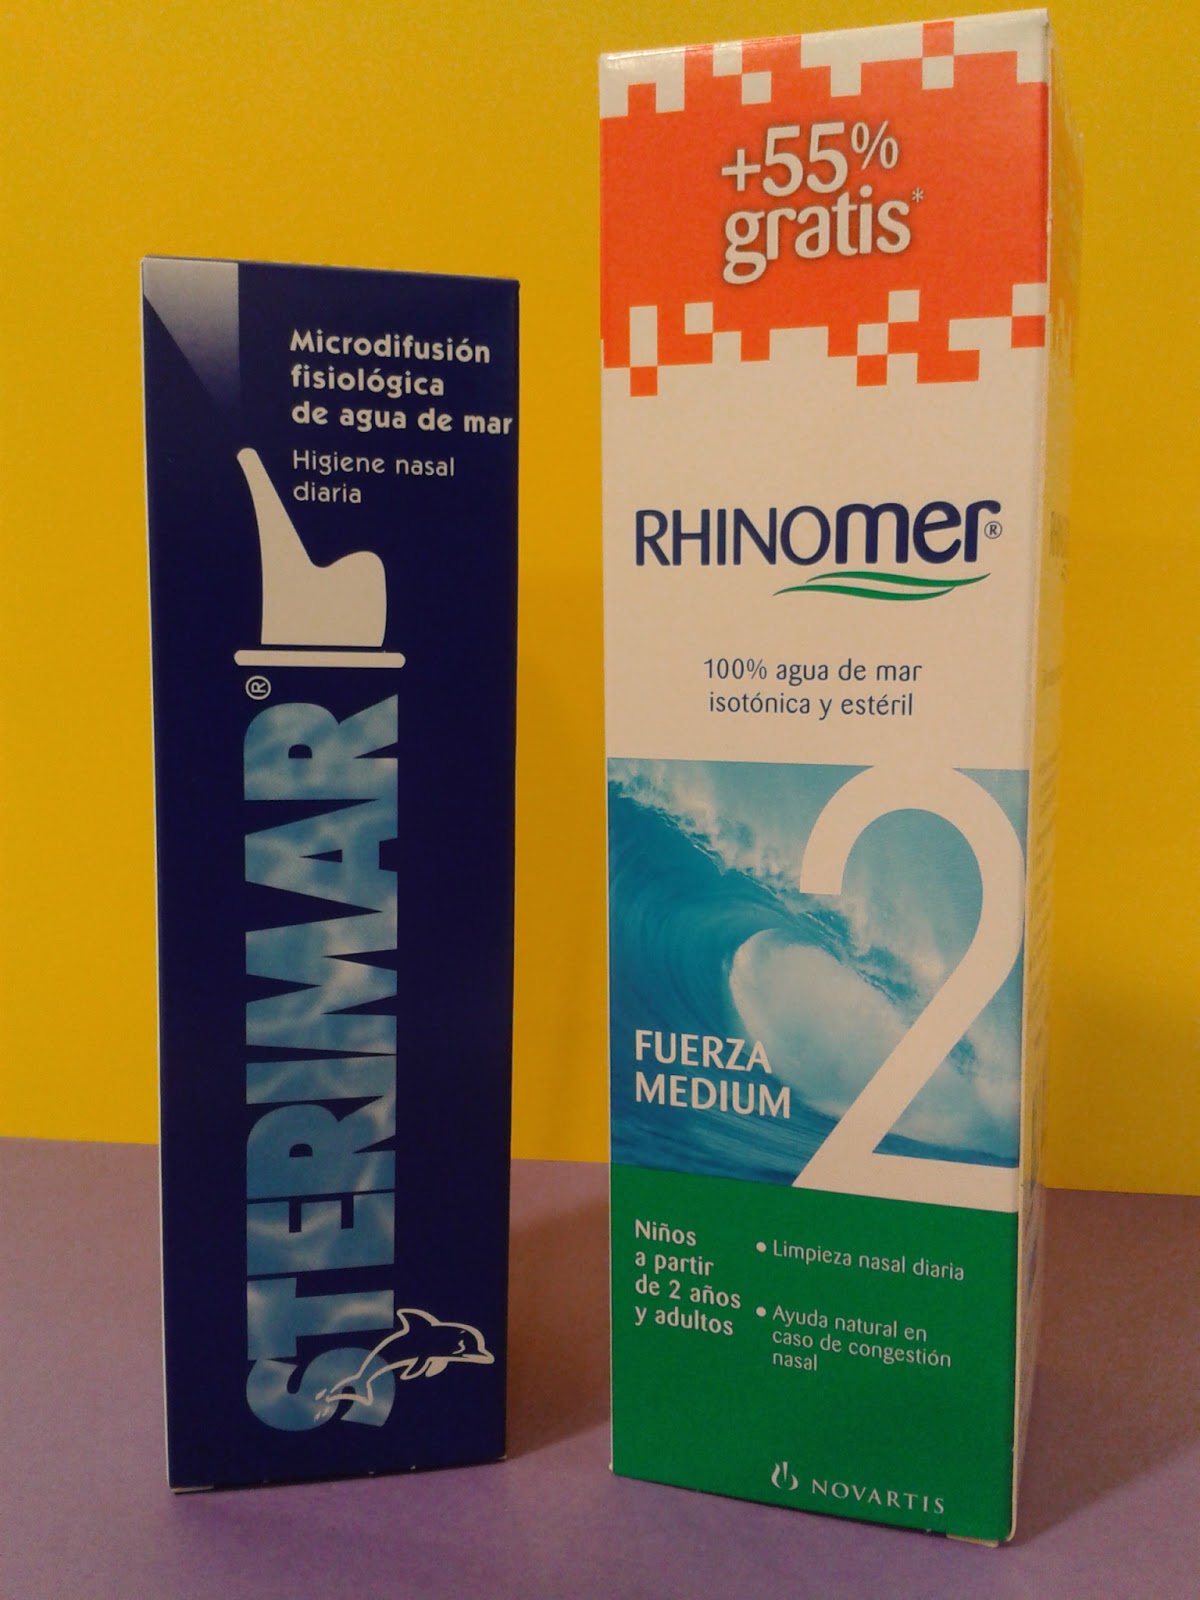 Microdifusión
fisiológica
de agua de mar
Higiene nasal
diaria
STERIMAR®
+55%
gratis*
RHINOmer®
100% agua de mar
isotónica y estéril
2
FUERZA
MEDIUM
Niños
a partir
de 2 años
y adultos
• Limpieza nasal diaria
• Ayuda natural en
caso de congestión
nasal
NOVARTIS